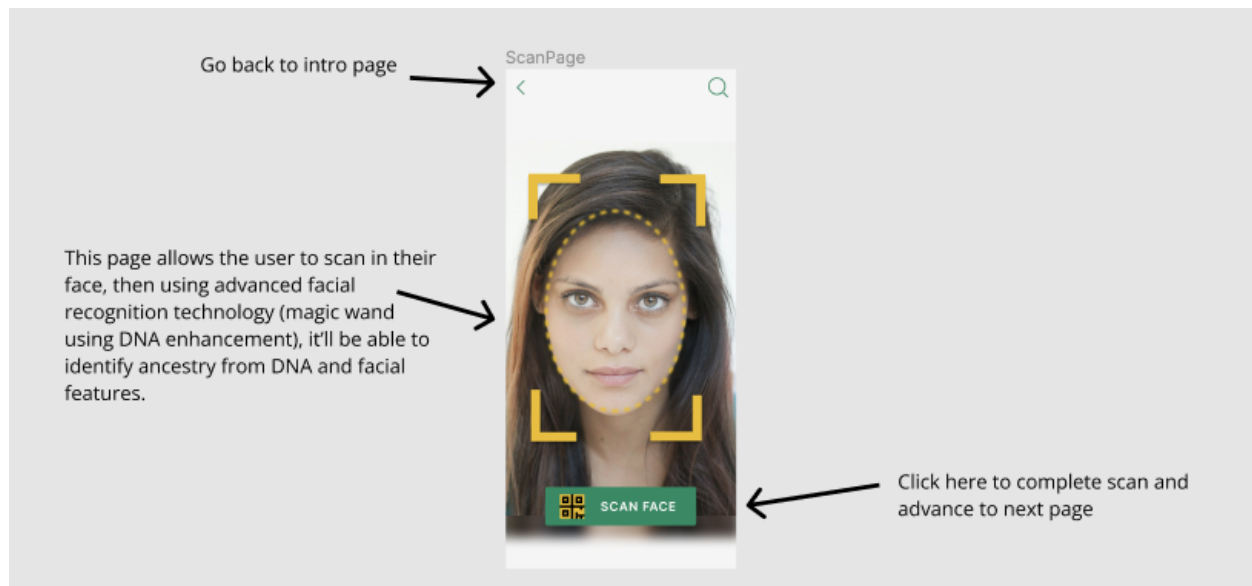 Go back to intro page
ScanPage
This page allows the user to scan in their
face, then using advanced facial
recognition technology (magic wand
using DNA enhancement), it'll be able to
identify ancestry from DNA and facial
features.
SCAN FACE
Click here to complete scan and
advance to next page